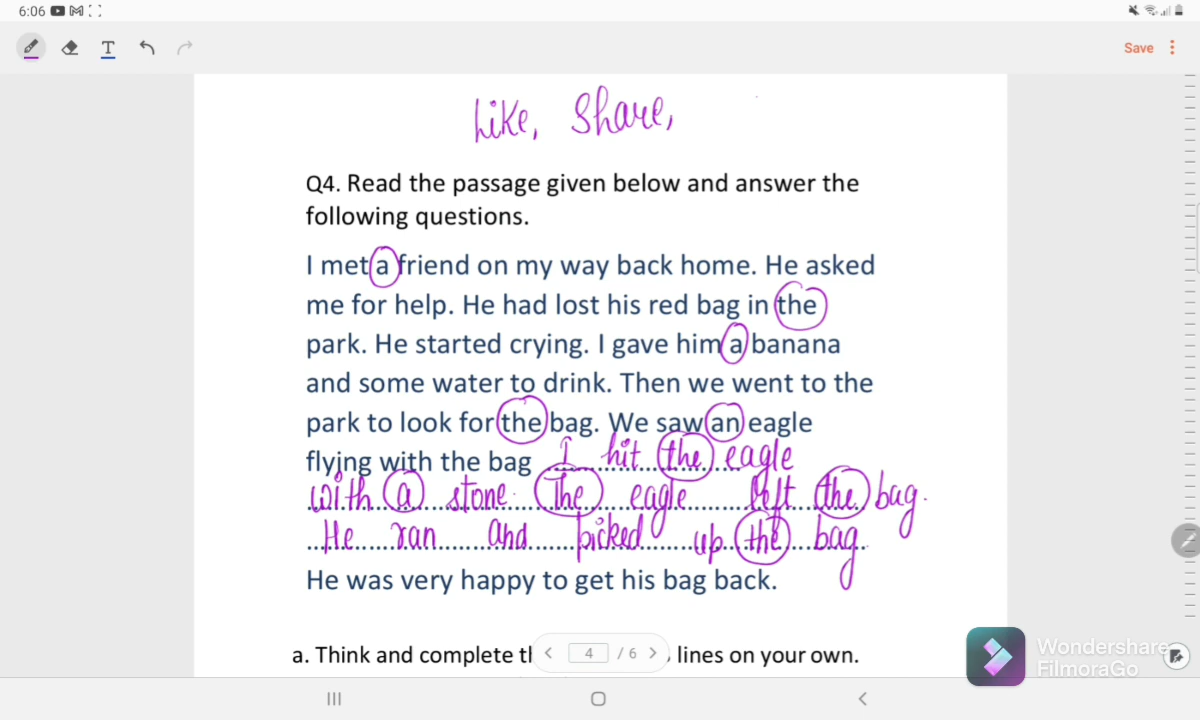 6:06
T
Save
Like, Share,
Q4. Read the passage given below and answer the
following questions.
I met a friend on my way back home. He asked
me for help. He had lost his red bag in the
park. He started crying. I gave him a banana
and some water to drink. Then we went to the
park to look for the bag. We saw an eagle
flying with the bag ... I hit the eagle
with a stone. The eagle left the bag.
He ran and picked up the bag
He was very happy to get his bag back.
a. Think and complete t lines on your own.
4 / 6
Wondershare
FilmoraGo